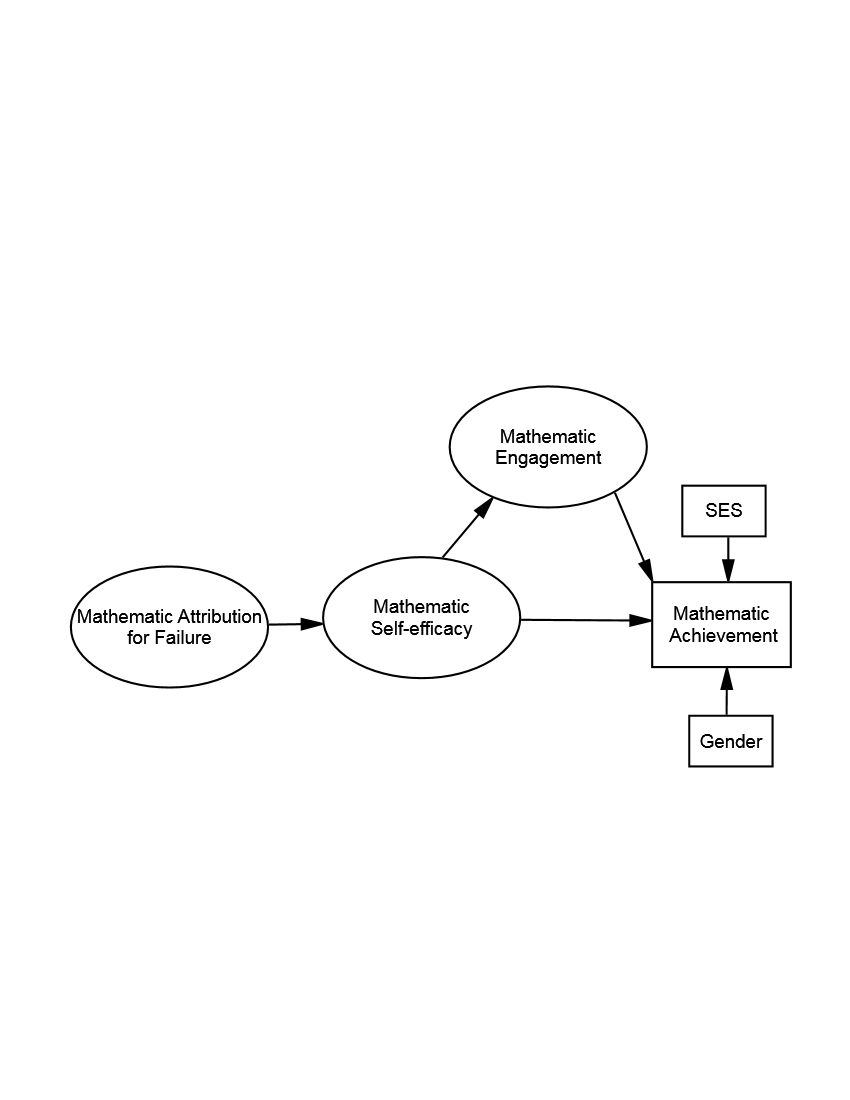 Mathematic
Engagement
SES
Mathematic Attribution
for Failure
Mathematic
Self-efficacy
Mathematic
Achievement
Gender